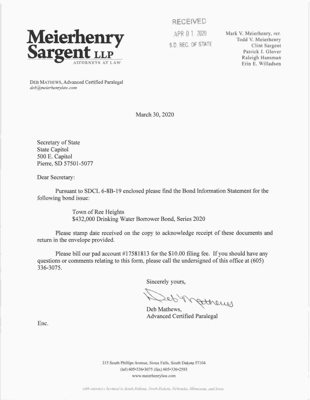 Meierhenry
Sargent LLP
ATTORNEYS AT LAW
RECEIVED
APR 01 2020
S.D. SEC. OF STATE
Mark V. Meierhenry, ret.
Todd V. Meierhenry
Clint Sargent
Patrick J. Glover
Raleigh Hansman
Erin E. Willadsen
DEB MATHEWS, Advanced Certified Paralegal
deb@meierhenrylaw.com
March 30, 2020
Secretary of State
State Capitol
500 E. Capitol
Pierre, SD 57501-5077
Dear Secretary:
Pursuant to SDCL 6-8B-19 enclosed please find the Bond Information Statement for the
following bond issue:
Town of Ree Heights
$432,000 Drinking Water Borrower Bond, Series 2020
Please stamp date received on the copy to acknowledge receipt of these documents and
return in the envelope provided.
Please bill our pad account #17581813 for the $10.00 filing fee. If you should have any
questions or comments relating to this form, please call the undersigned of this office at (605)
336-3075.
Sincerely yours,
Deb Mathews
Deb Mathews,
Advanced Certified Paralegal
Enc.
315 South Phillips Avenue, Sioux Falls, South Dakota 57104
(tel) 605-336-3075 (fax) 605-336-2593
www.meierhenrylaw.com
with attorneys licensed in South Dakota, North Dakota, Nebraska, Minnesota, and Iowa